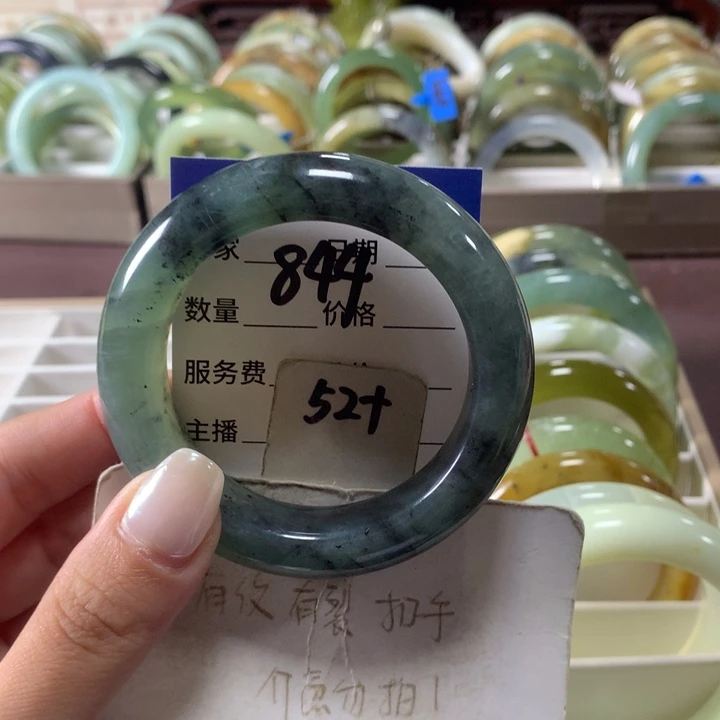 家 日期
844
数量 价格
服务费
52+
主播
有纹 有裂 扣手
介意勿拍!